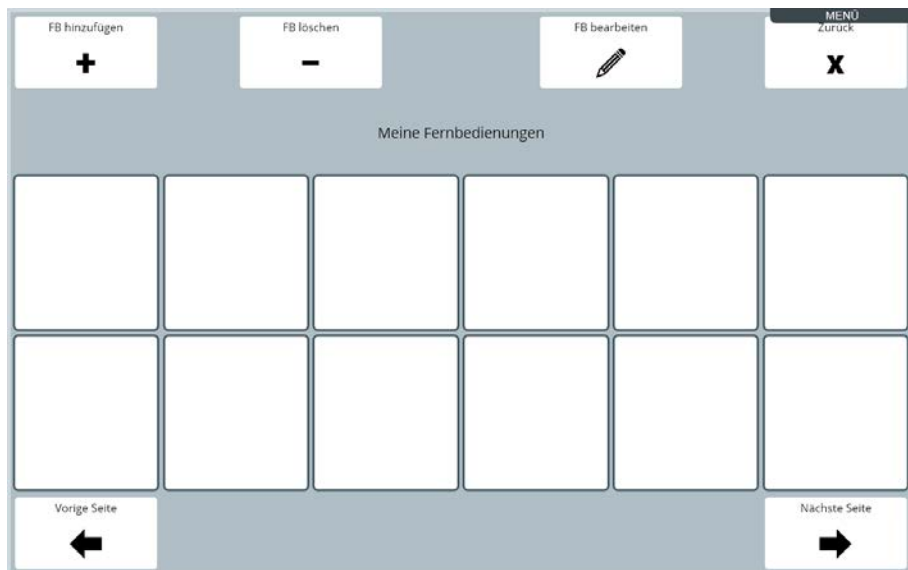 MENÜ
FB hinzufügen
FB löschen
FB bearbeiten
Zurück
Meine Fernbedienungen
Vorige Seite
Nächste Seite